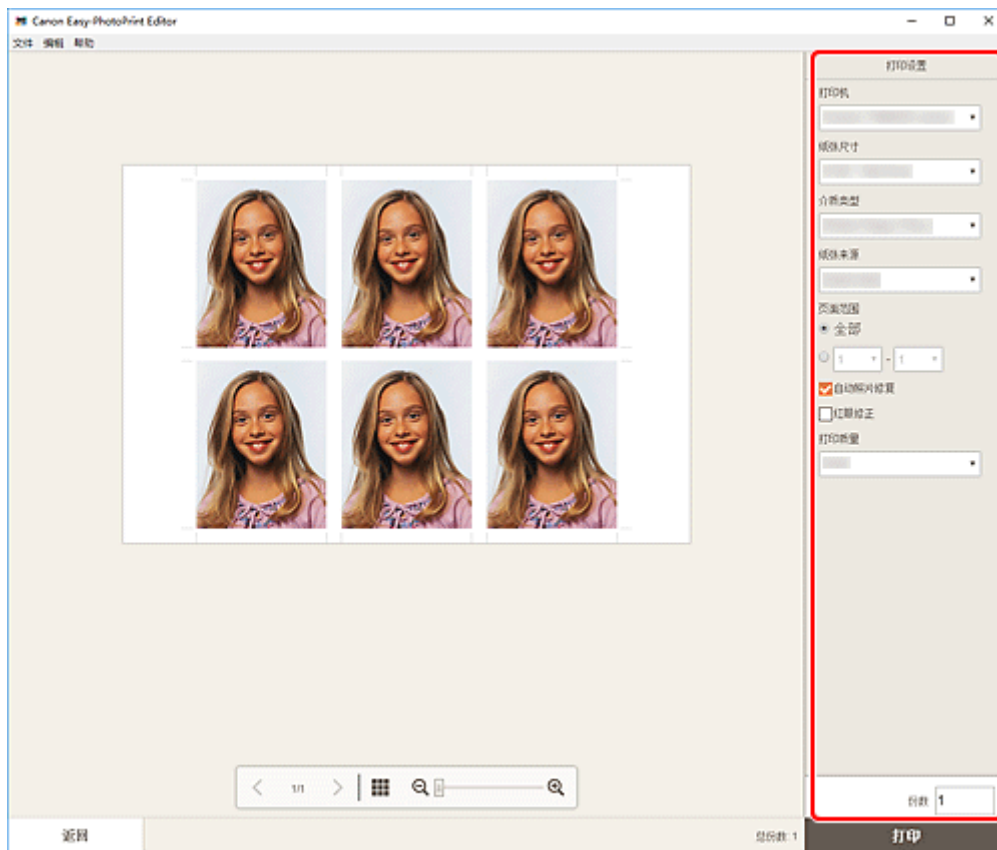 Canon Easy-PhotoPrint Editor
文件 编辑 帮助
打印设置
打印机
纸张尺寸
介质类型
纸张来源
页面范围
全部
1 - 1
自动照片修复
红眼修正
打印质量
1/1
份数 1
返回
总份数: 1
打印